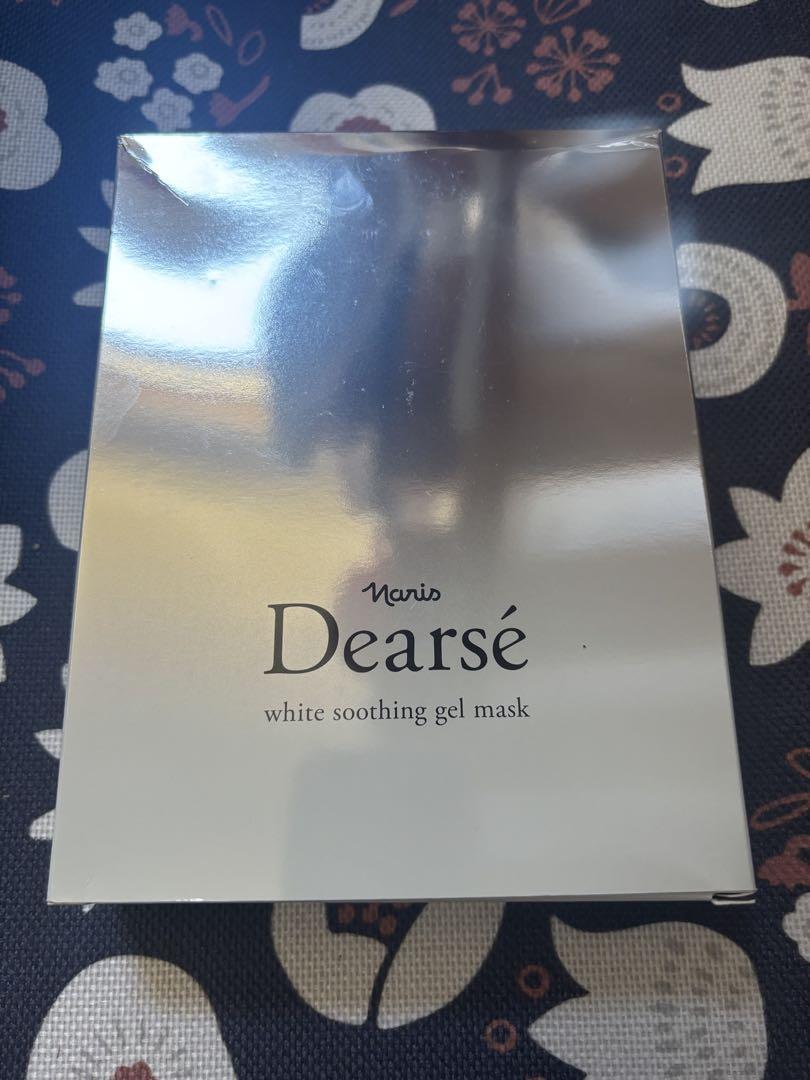 Naris
Dearsé
white soothing gel mask